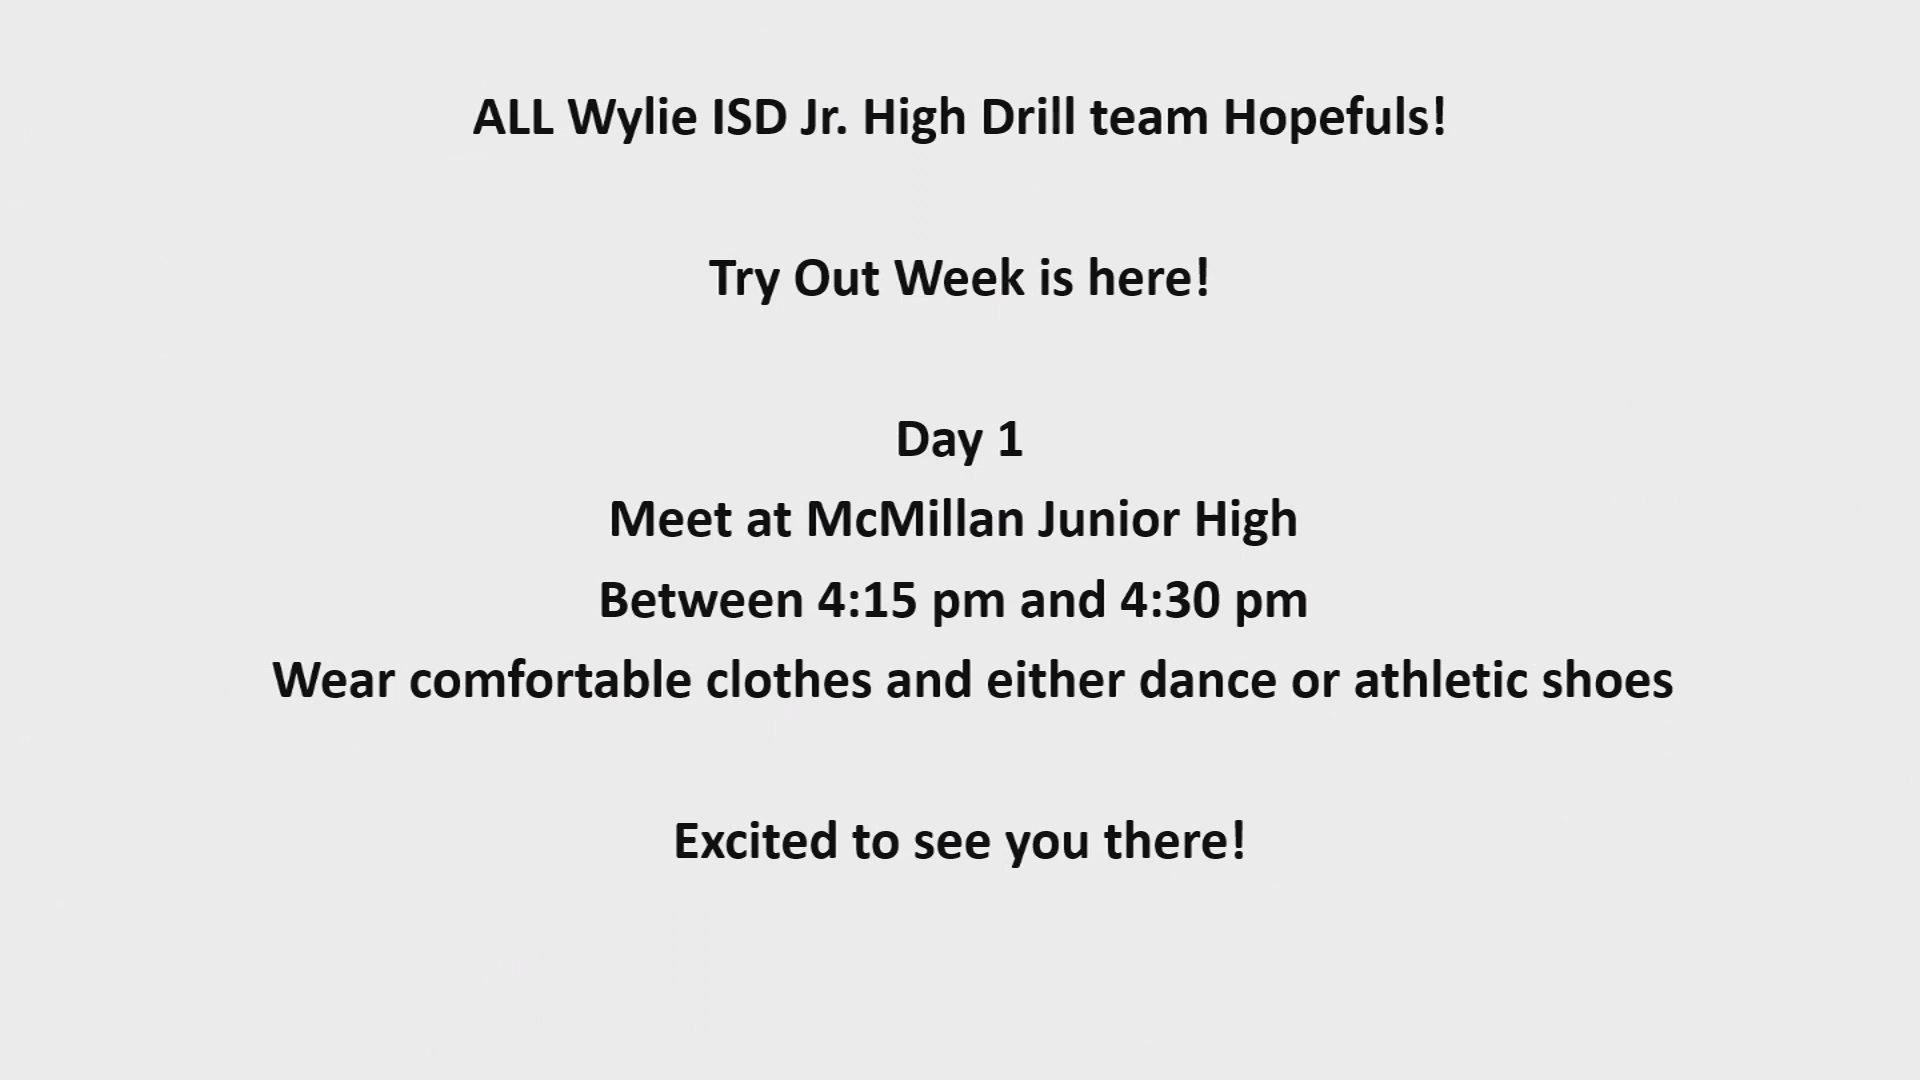 ALL Wylie ISD Jr. High Drill team Hopefuls!
Try Out Week is here!
Day 1
Meet at McMillan Junior High
Between 4:15 pm and 4:30 pm
Wear comfortable clothes and either dance or athletic shoes
Excited to see you there!